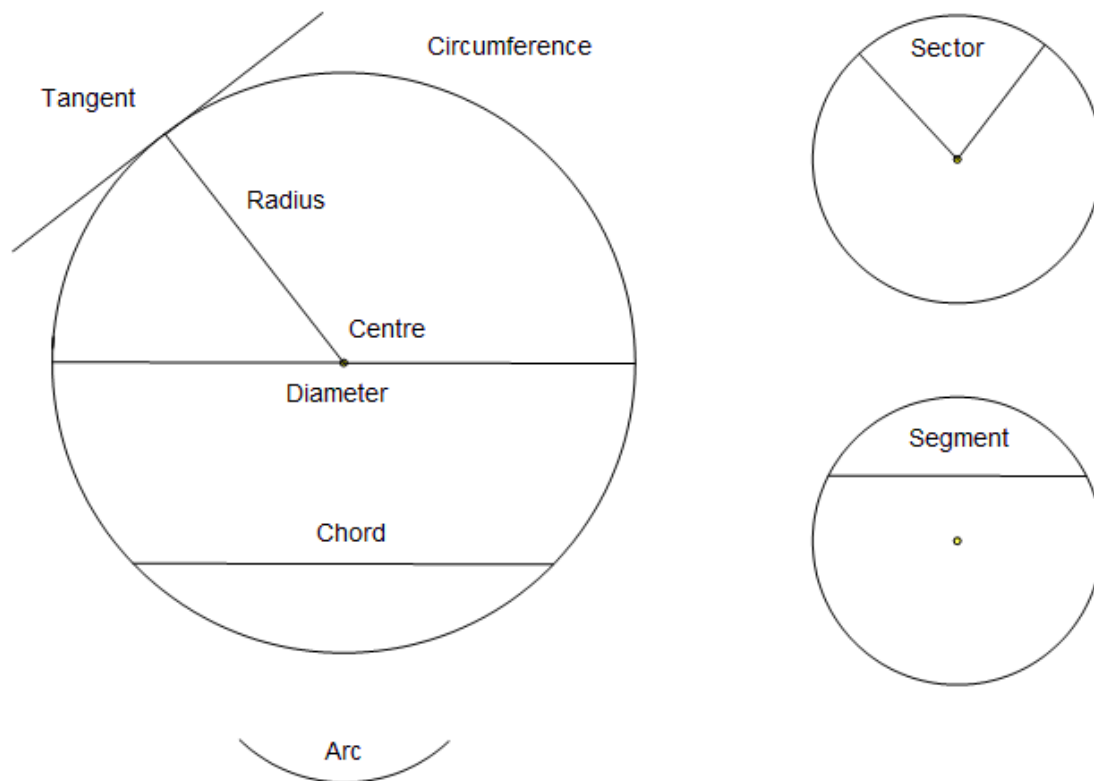 Circumference
Sector
Tangent
Radius
Centre
Diameter
Segment
Chord
Arc